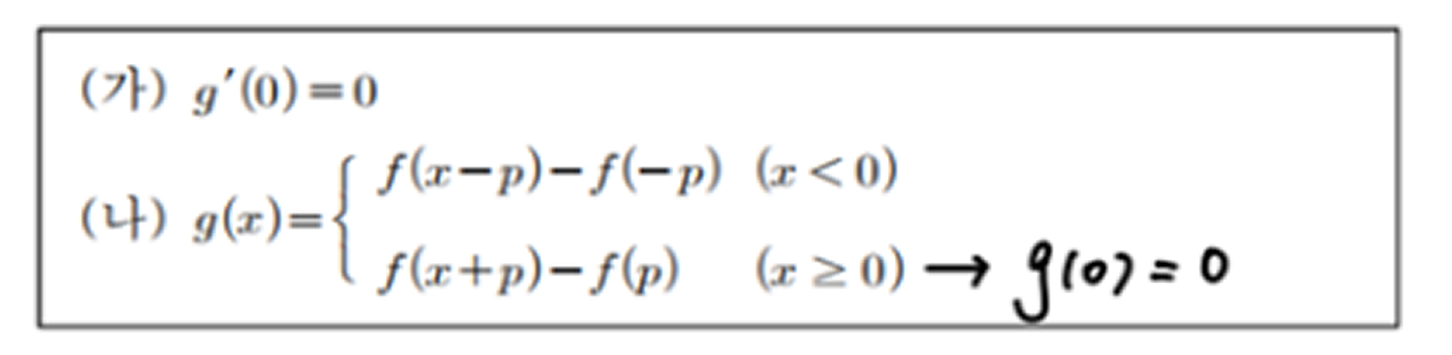 (가) g′(0)=0
(나) g(x)={ f(x−p)−f(−p) (x<0)
f(x+p)−f(p) (x≥0) → g(0)=0